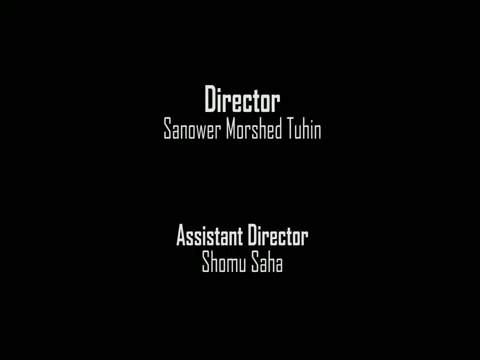 Director
Sanower Morshed Tuhin
Assistant Director
Shomu Saha